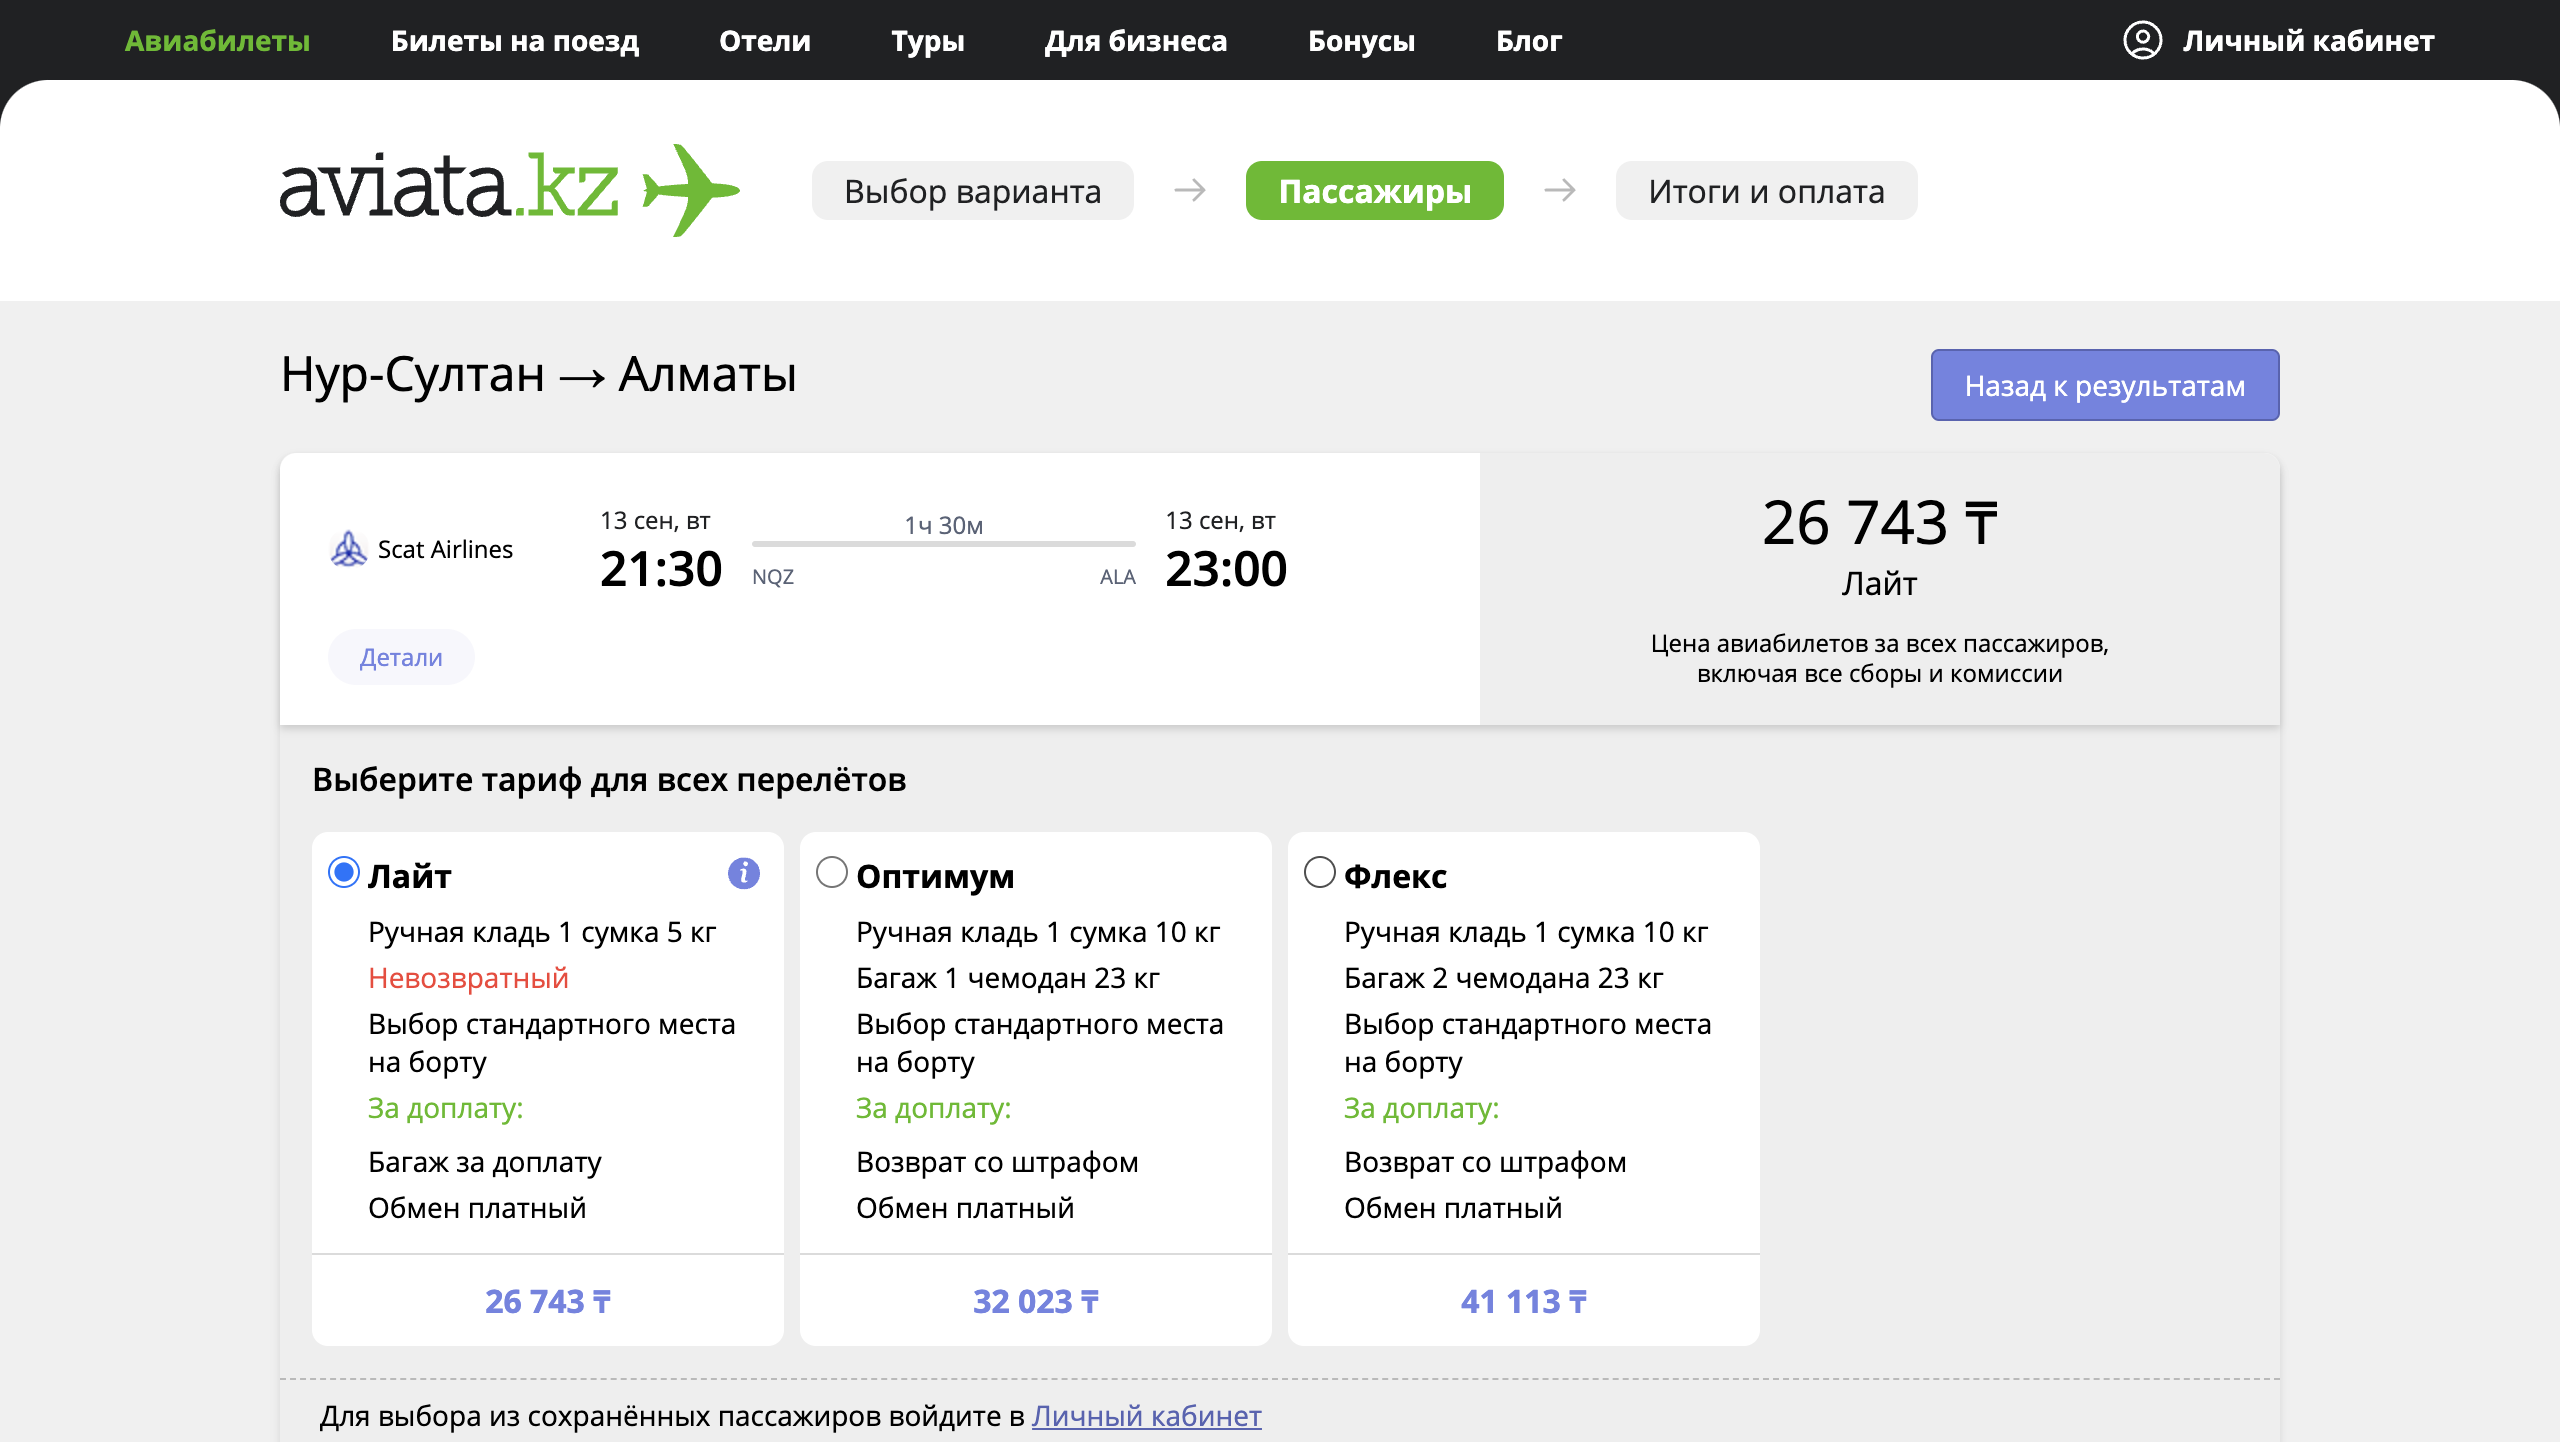 Авиабилеты Билеты на поезд Отели Туры Для бизнеса Бонусы Блог Личный кабинет
aviata.kz Выбор варианта → Пассажиры → Итоги и оплата
Нур-Султан → Алматы
Назад к результатам
Scat Airlines
13 сен, вт
21:30
1ч 30м
NQZ ALA
13 сен, вт
23:00
Детали
26 743 ₸
Лайт
Цена авиабилетов за всех пассажиров,
включая все сборы и комиссии
Выберите тариф для всех перелётов
Лайт
i
Ручная кладь 1 сумка 5 кг
Невозвратный
Выбор стандартного места
на борту
За доплату:
Багаж за доплату
Обмен платный
26 743 ₸
Оптимум
Ручная кладь 1 сумка 10 кг
Багаж 1 чемодан 23 кг
Выбор стандартного места
на борту
За доплату:
Возврат со штрафом
Обмен платный
32 023 ₸
Флекс
Ручная кладь 1 сумка 10 кг
Багаж 2 чемодана 23 кг
Выбор стандартного места
на борту
За доплату:
Возврат со штрафом
Обмен платный
41 113 ₸
Для выбора из сохранённых пассажиров войдите в Личный кабинет